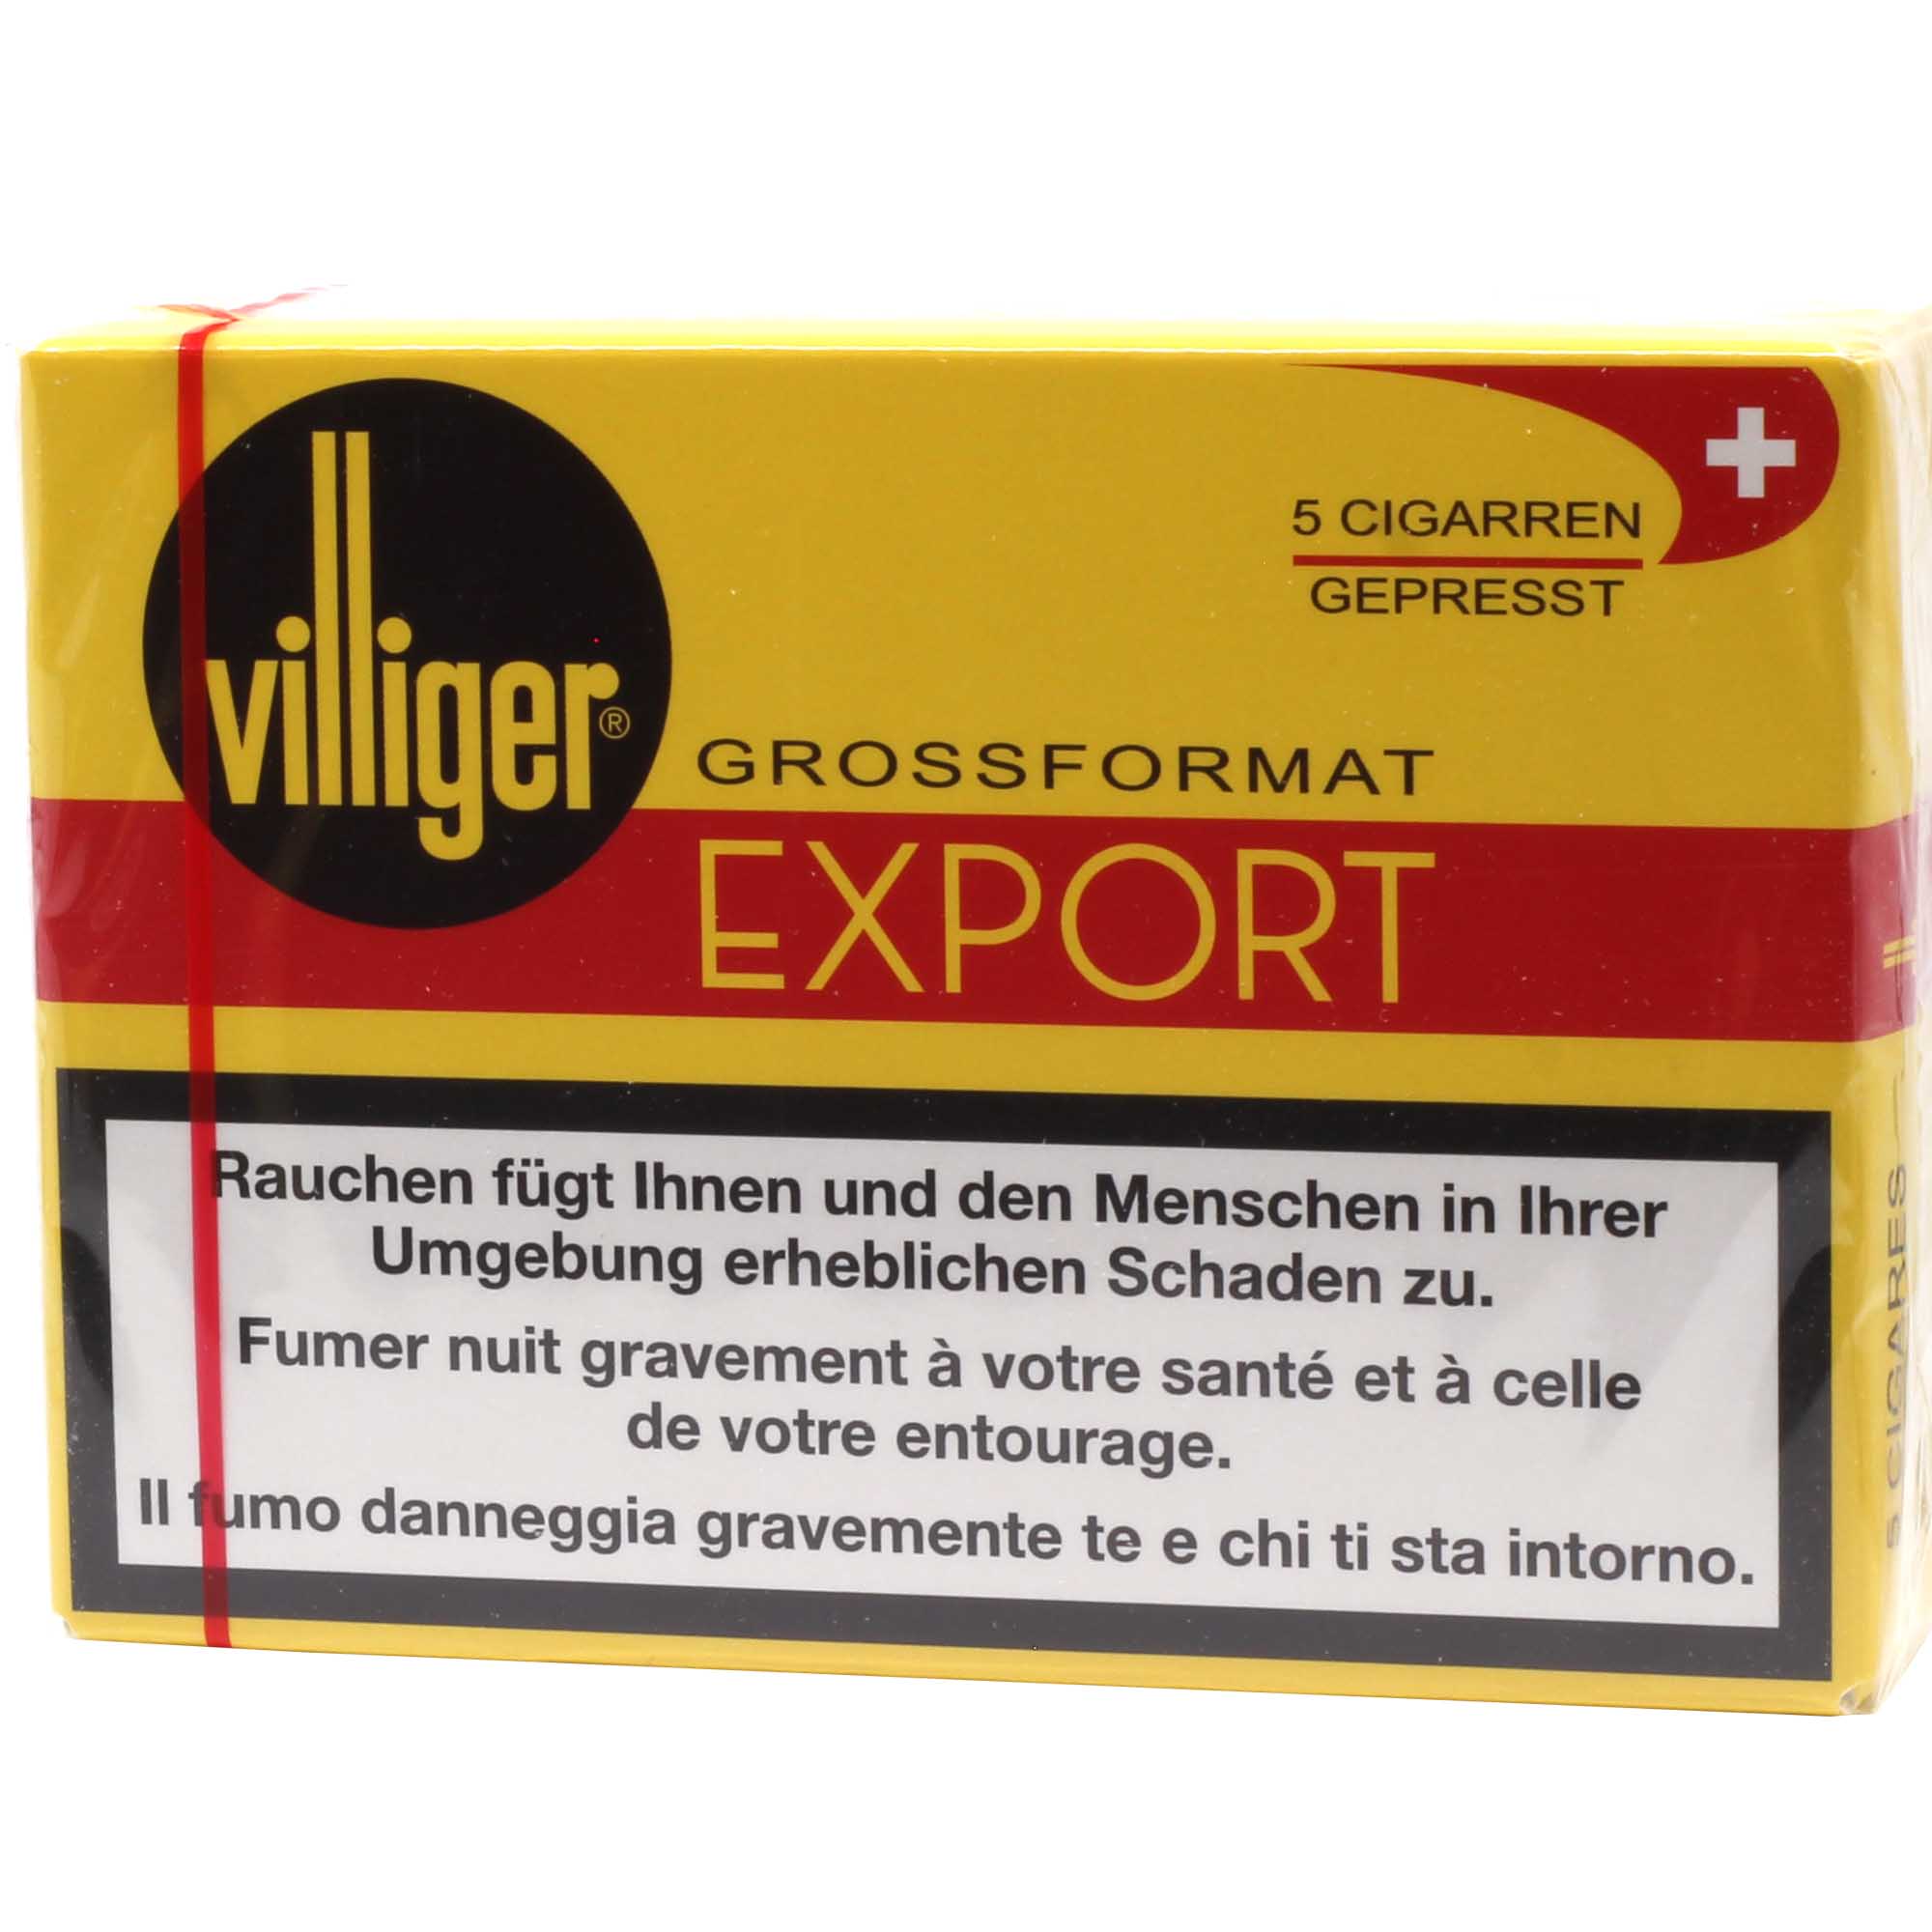 villiger®
5 CIGARREN
GEPRESST
GROSSFORMAT
EXPORT
Rauchen fügt Ihnen und den Menschen in Ihrer
Umgebung erheblichen Schaden zu.
Fumer nuit gravement à votre santé et à celle
de votre entourage.
Il fumo danneggia gravemente te e chi ti sta intorno.
5 CIGARES